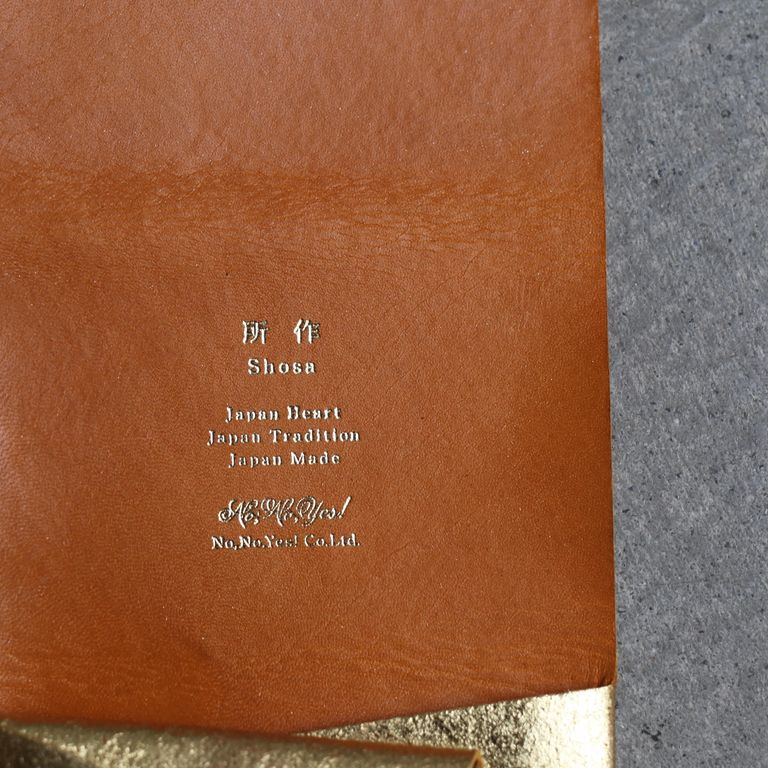 所作
Shosa
Japan Heart
Japan Tradition
Japan Made
No, No, Yes!
No,No,Yes! Co.Ltd.